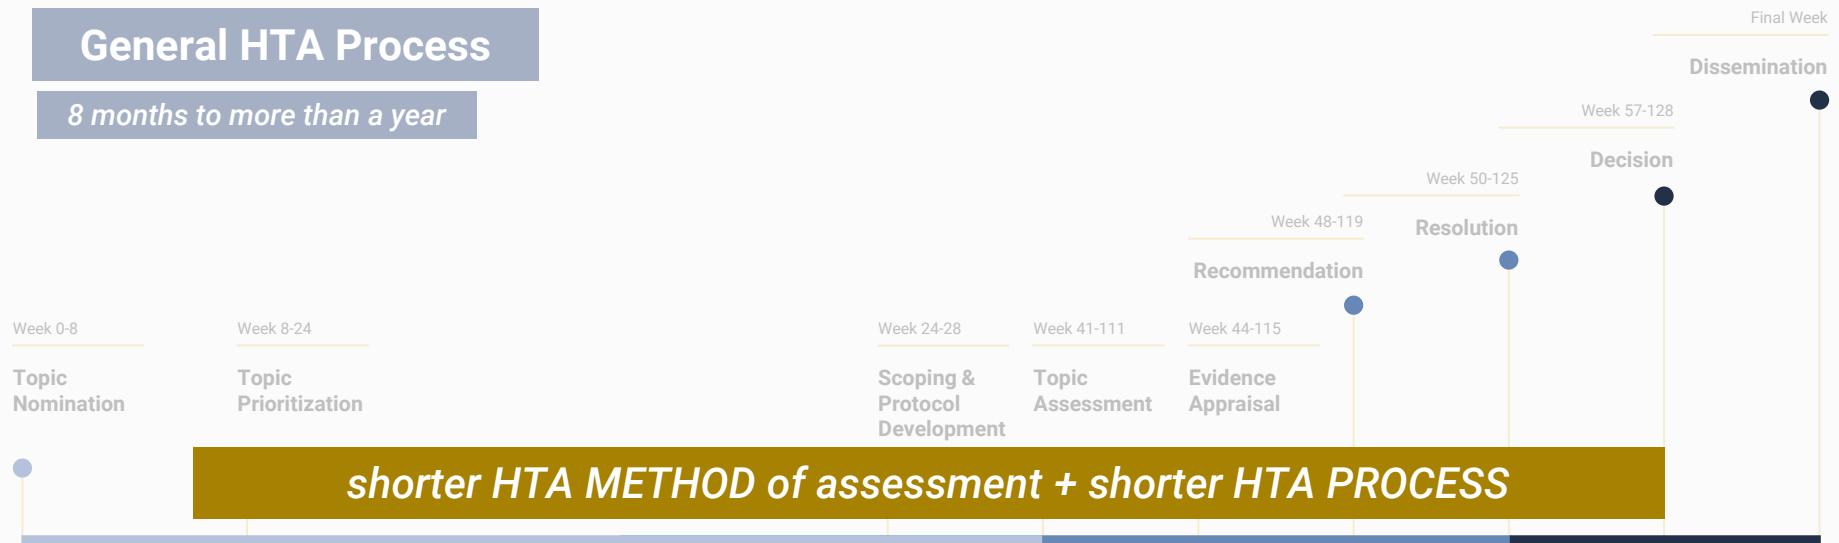 General HTA Process
8 months to more than a year
Final Week
Dissemination
Week 57-128
Decision
Week 50-125
Resolution
Week 48-119
Recommendation
Week 0-8
Topic
Nomination
Week 8-24
Topic
Prioritization
Week 24-28
Scoping &
Protocol
Development
Week 41-111
Topic
Assessment
Week 44-115
Evidence
Appraisal
shorter HTA METHOD of assessment + shorter HTA PROCESS